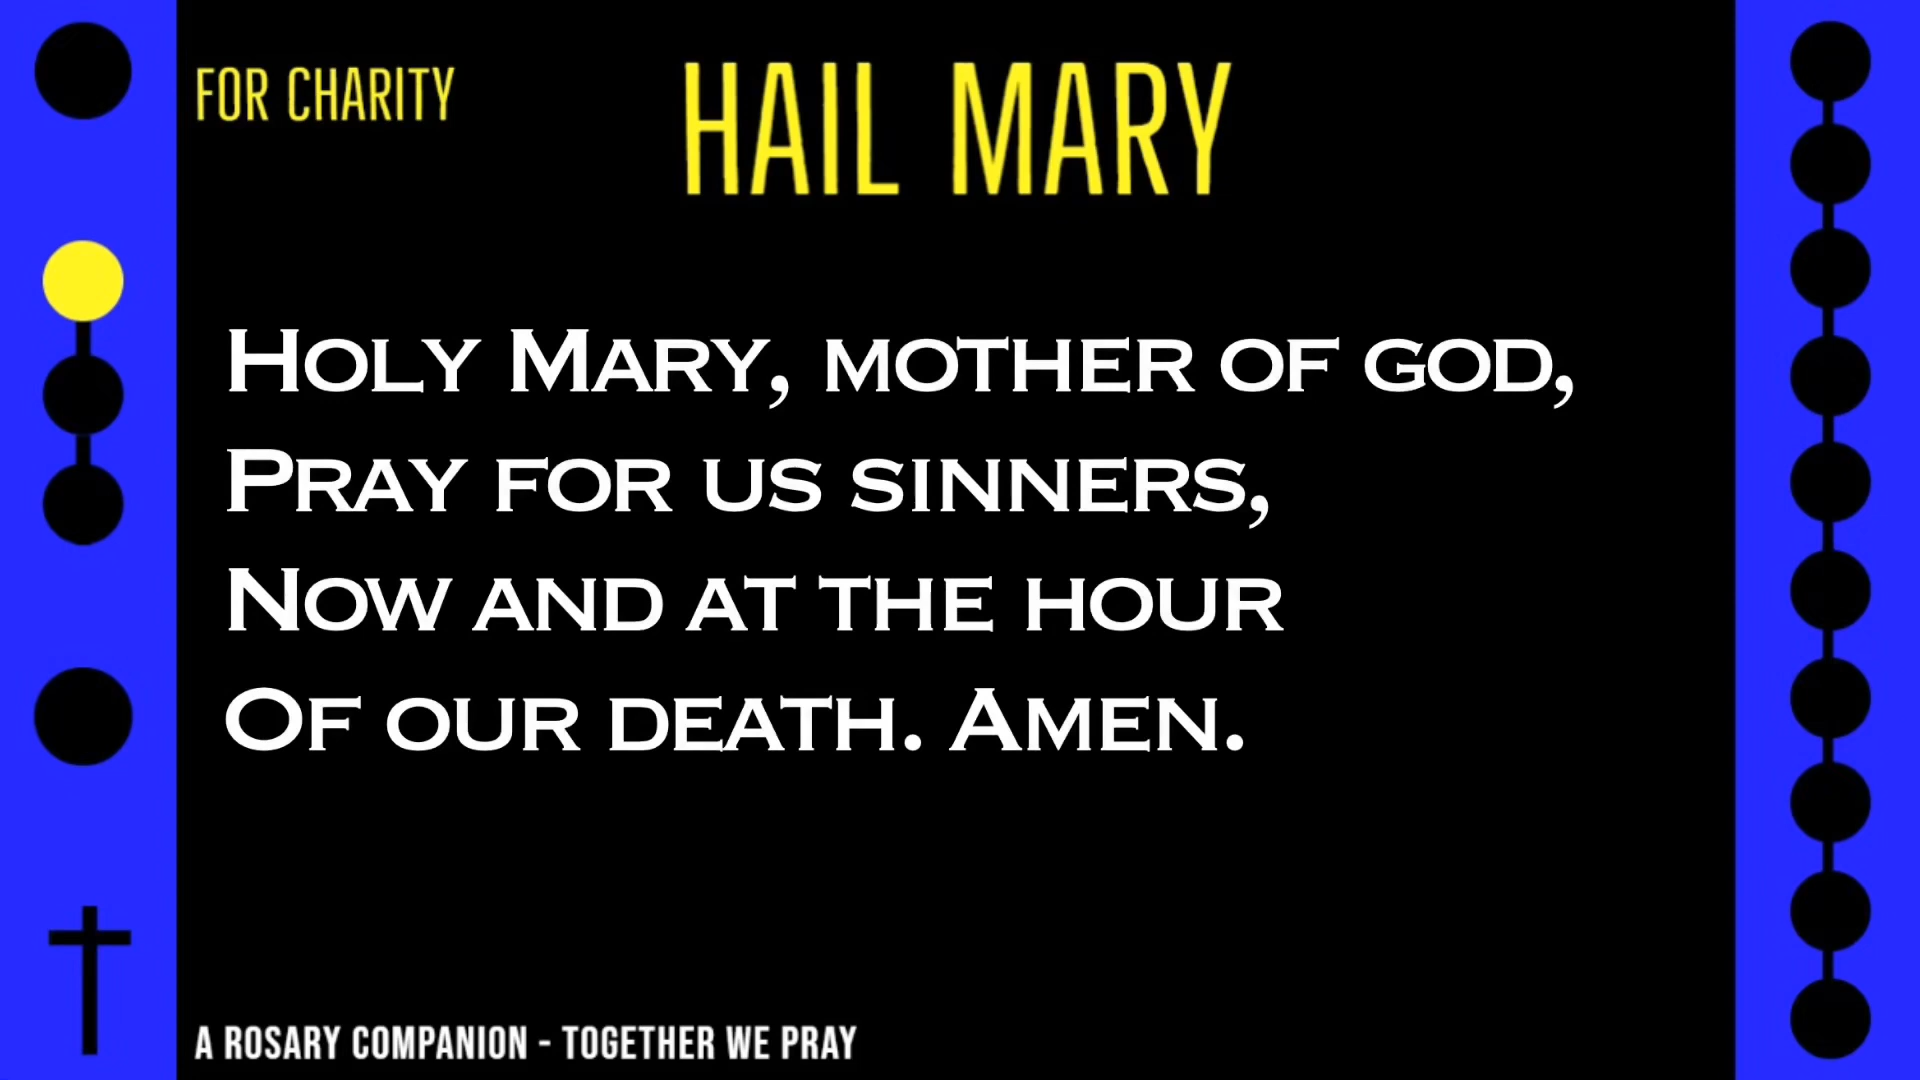 FOR CHARITY
HAIL MARY
Holy Mary, mother of god,
Pray for us sinners,
Now and at the hour
Of our death. Amen.
A ROSARY COMPANION - TOGETHER WE PRAY